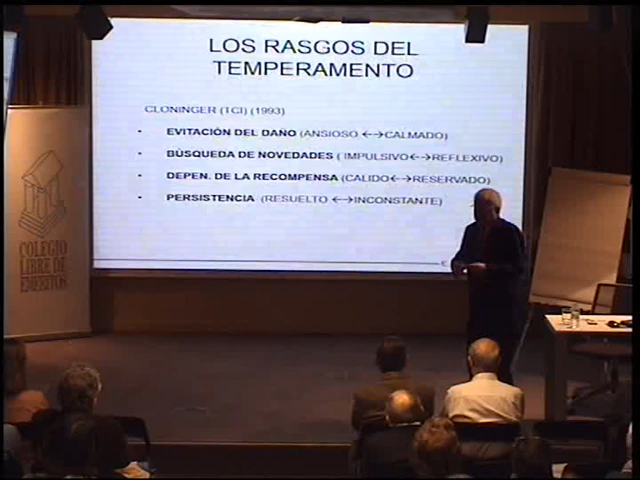 LOS RASGOS DEL
TEMPERAMENTO
CLONINGER (TCI) (1993)
• EVITACIÓN DEL DAÑO (ANSIOSO ↔CALMADO)
• BÚSQUEDA DE NOVEDADES ( IMPULSIVO↔REFLEXIVO)
• DEPEN. DE LA RECOMPENSA (CALIDO↔RESERVADO)
• PERSISTENCIA (RESUELTO ↔INCONSTANTE)
COLEGIO
LIBRE DE
EMERITOS